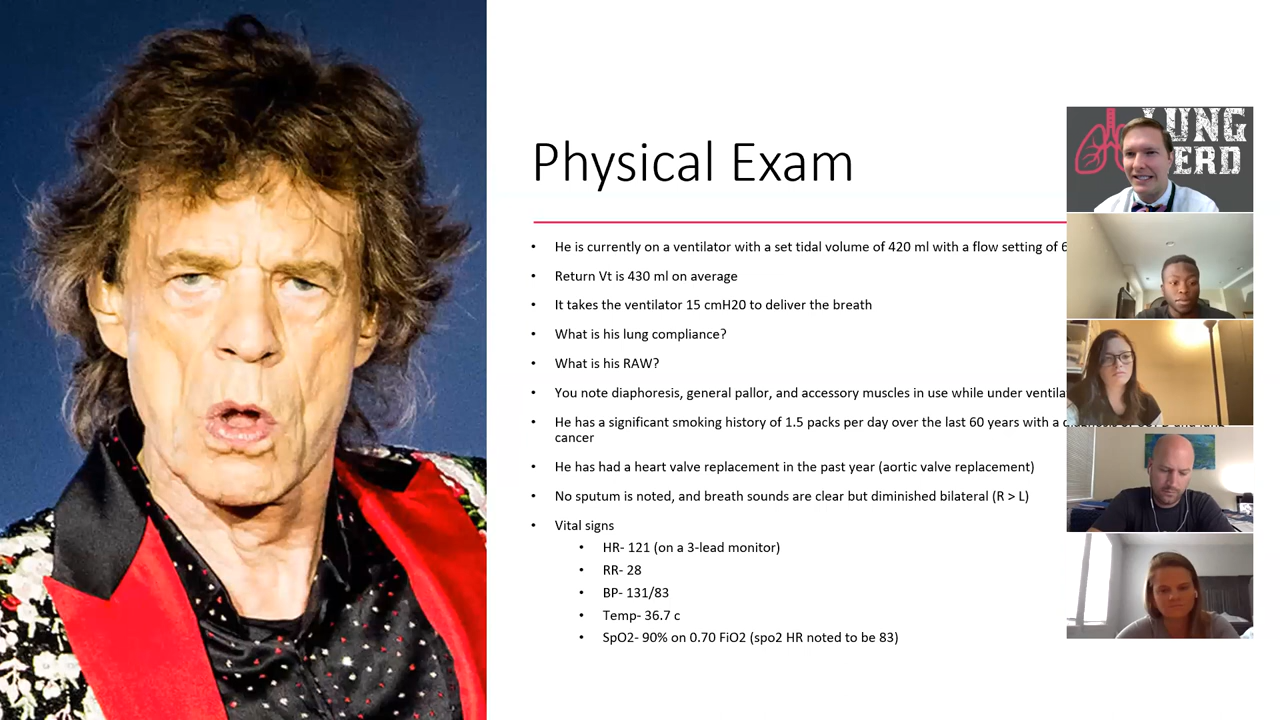 Physical Exam
• He is currently on a ventilator with a set tidal volume of 420 ml with a flow setting of 6
• Return Vt is 430 ml on average
• It takes the ventilator 15 cmH20 to deliver the breath
• What is his lung compliance?
• What is his RAW?
• You note diaphoresis, general pallor, and accessory muscles in use while under
• He has a significant smoking history of 1.5 packs per day over the last 60 years with a
cancer
• He has had a heart valve replacement in the past year (aortic valve replacement)
• No sputum is noted, and breath sounds are clear but diminished bilateral (R > L)
• Vital signs
• HR- 121 (on a 3-lead monitor)
• RR- 28
• BP- 131/83
• Temp- 36.7 c
• SpO2- 90% on 0.70 FiO2 (spo2 HR noted to be 83)
LUNG
ERD